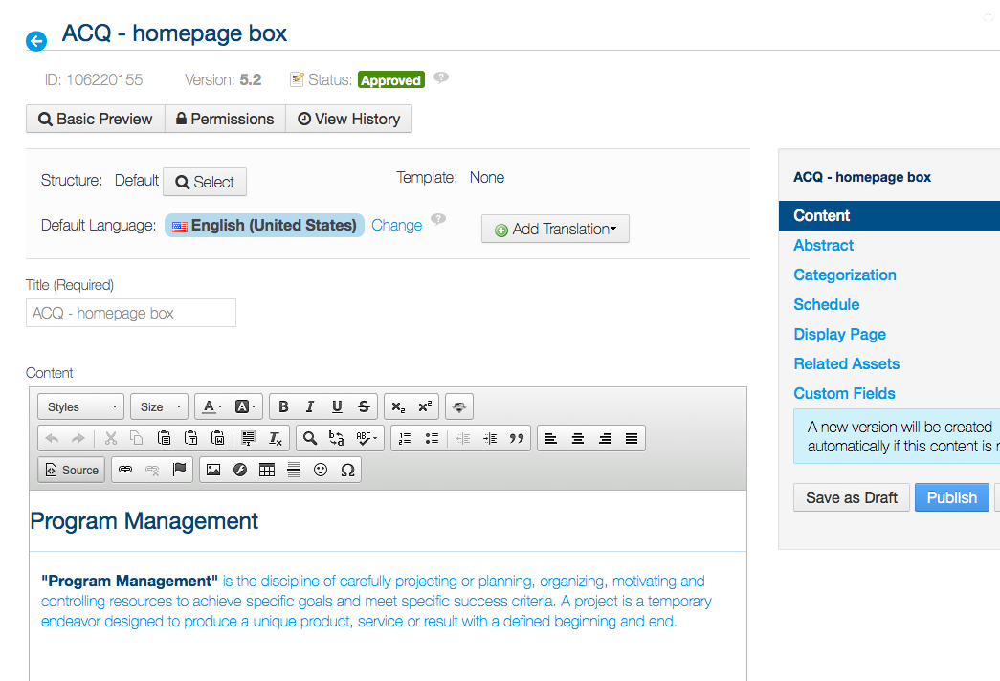 ACQ - homepage box
ID: 106220155 Version: 5.2 Status: Approved
Basic Preview Permissions View History
Structure: Default Select Template: None
Default Language: English (United States) Change Add Translation
Title (Required)
ACQ - homepage box
Content
Styles Size
Source
Program Management
"Program Management" is the discipline of carefully projecting or planning, organizing, motivating and
controlling resources to achieve specific goals and meet specific success criteria. A project is a temporary
endeavor designed to produce a unique product, service or result with a defined beginning and end.
ACQ - homepage box
Content
Abstract
Categorization
Schedule
Display Page
Related Assets
Custom Fields
A new version will be created
automatically if this content is
Save as Draft Publish